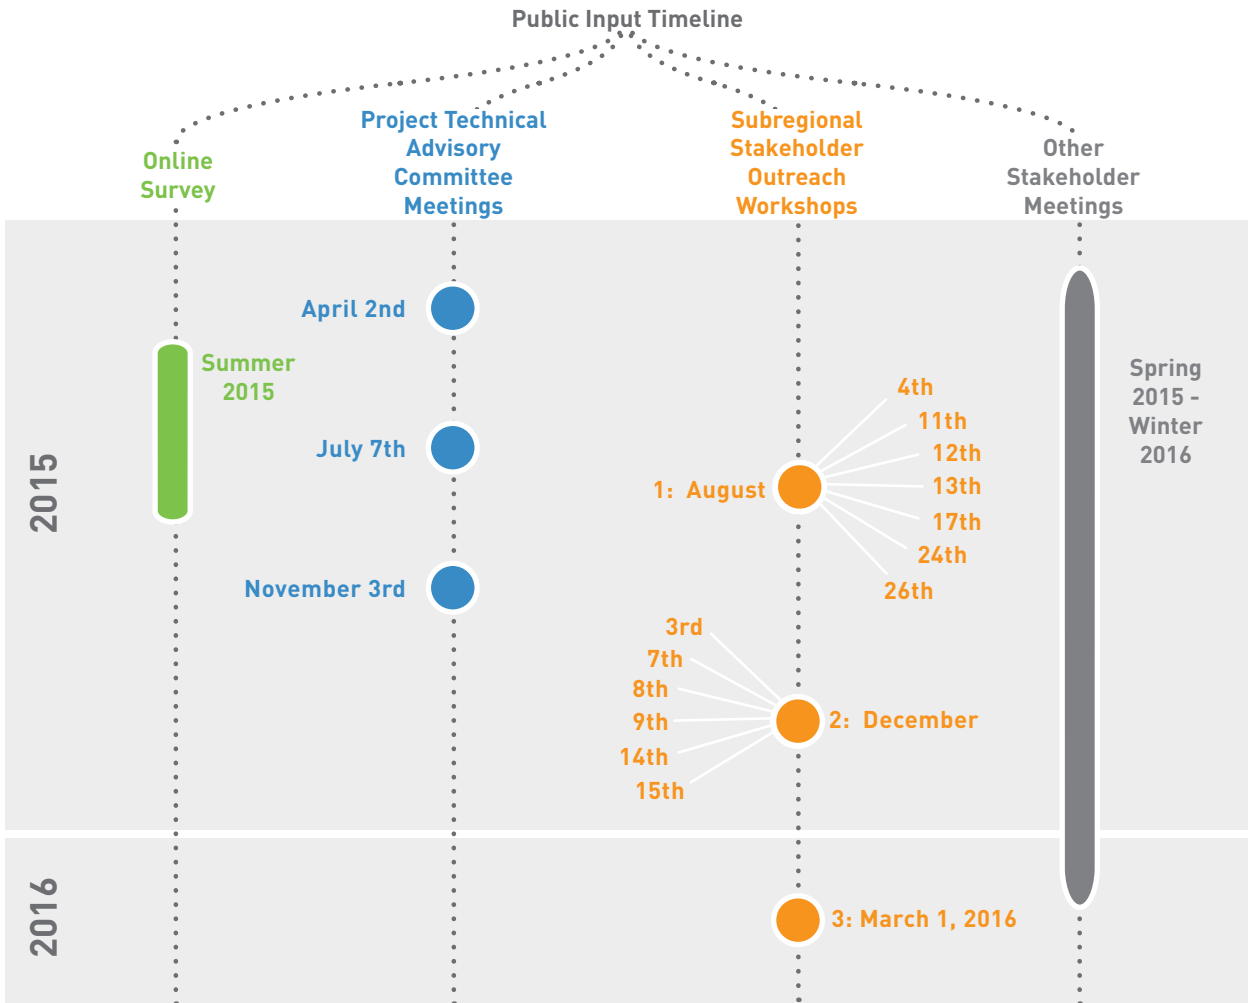 Public Input Timeline
Online
Survey
Project Technical
Advisory
Committee
Meetings
Subregional
Stakeholder
Outreach
Workshops
Other
Stakeholder
Meetings
2015
Summer
2015
April 2nd
July 7th
November 3rd
1: August
4th
11th
12th
13th
17th
24th
26th
3rd
7th
8th
9th
14th
15th
2: December
Spring
2015 -
Winter
2016
2016
3: March 1, 2016